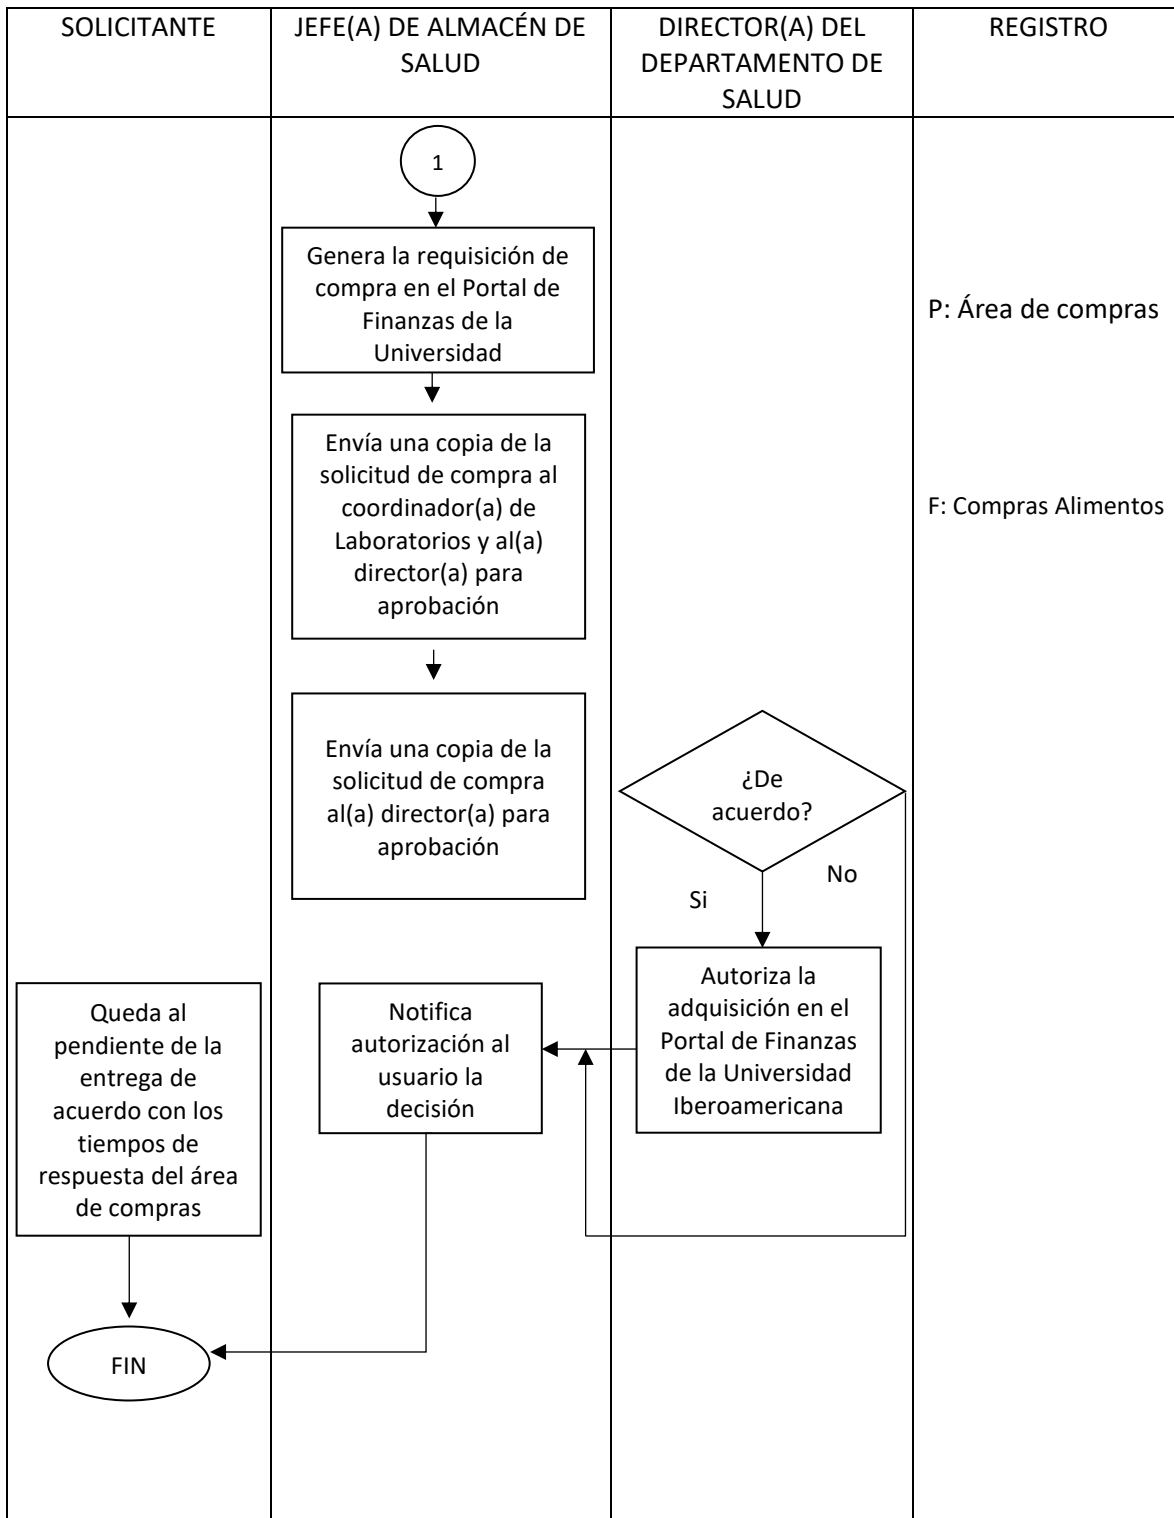 SOLICITANTE
JEFE(A) DE ALMACÉN DE
SALUD
DIRECTOR(A) DEL
DEPARTAMENTO DE
SALUD
REGISTRO
1
Genera la requisición de
compra en el Portal de
Finanzas de la
Universidad
P: Área de compras
Envía una copia de la
solicitud de compra al
coordinador(a) de
Laboratorios y al(a)
director(a) para
aprobación
F: Compras Alimentos
Envía una copia de la
solicitud de compra
al(a) director(a) para
aprobación
¿De
acuerdo?
No
Si
Autoriza la
adquisición en el
Portal de Finanzas
de la Universidad
Iberoamericana
Notifica
autorización al
usuario la
decisión
Queda al
pendiente de la
entrega de
acuerdo con los
tiempos de
respuesta del área
de compras
FIN